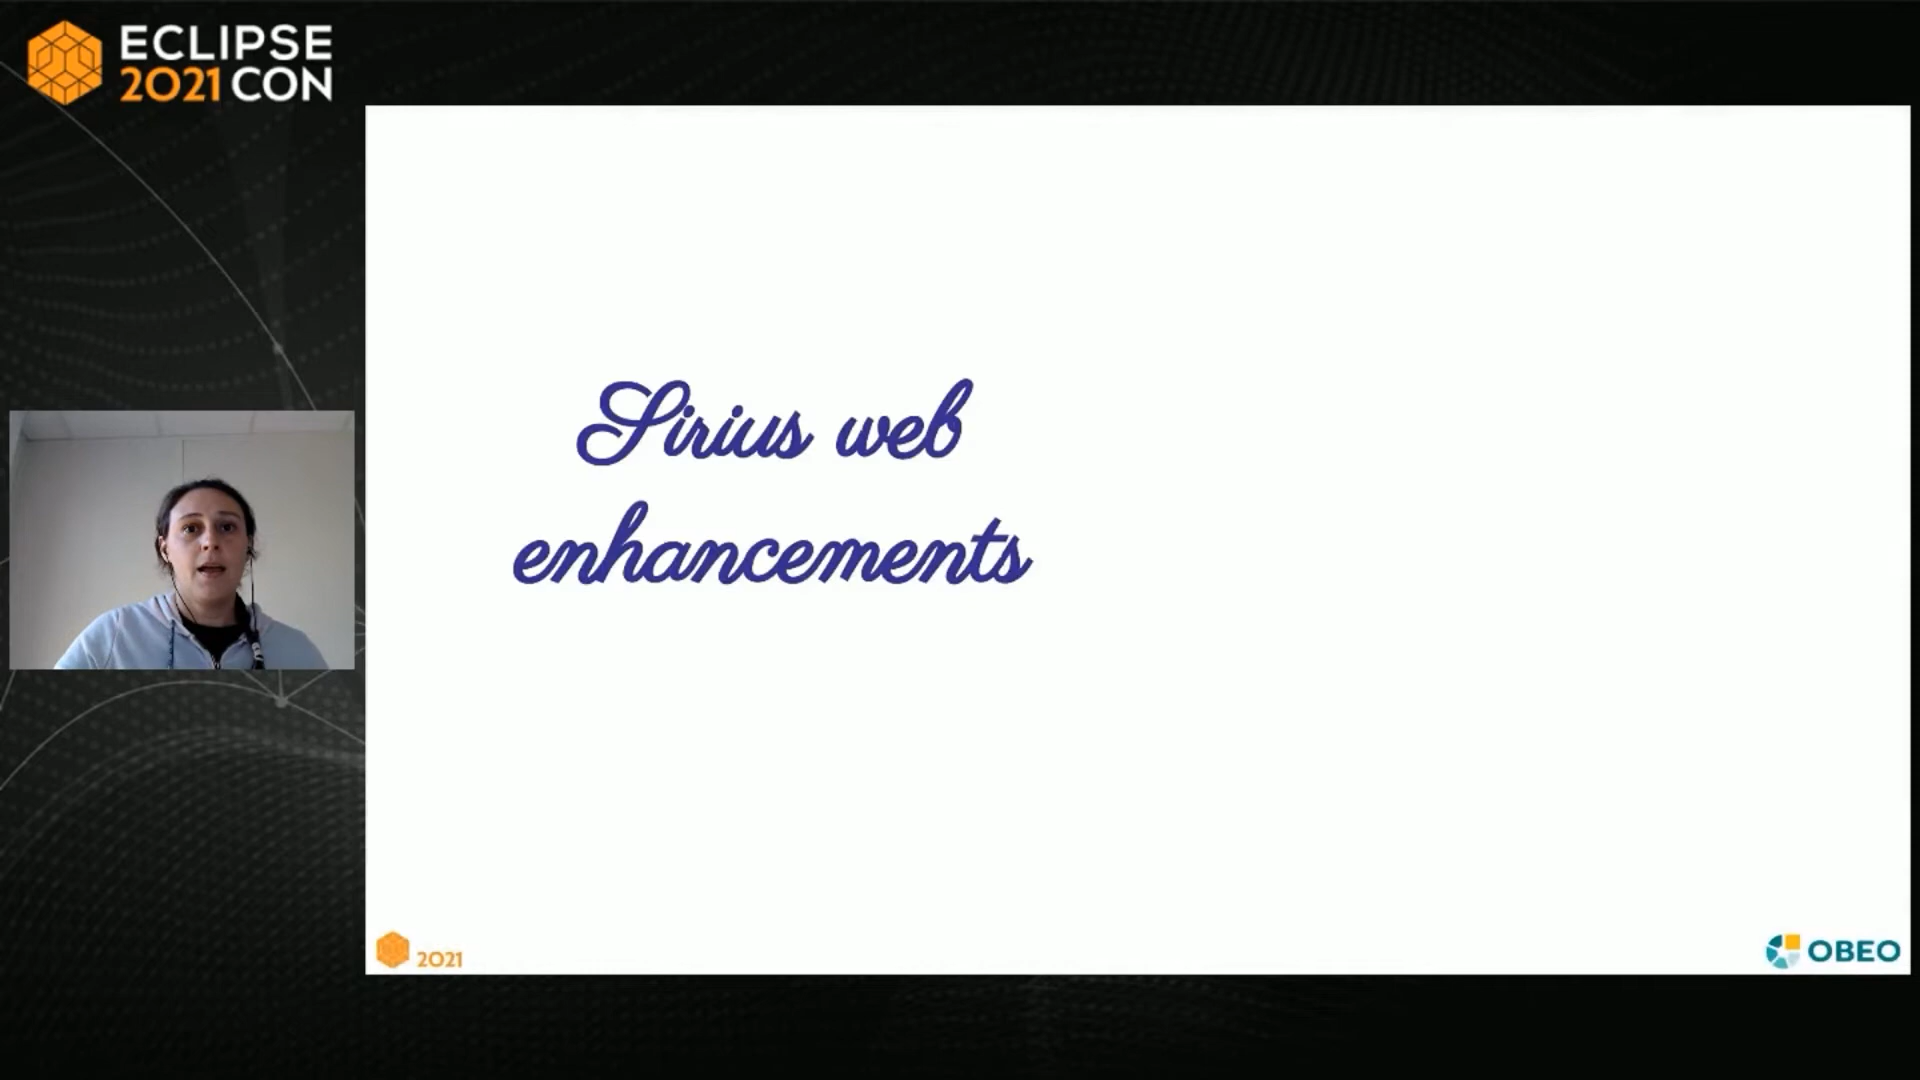 ECLIPSE
2021 CON
Sirius web
enhancements
2021
OBEO